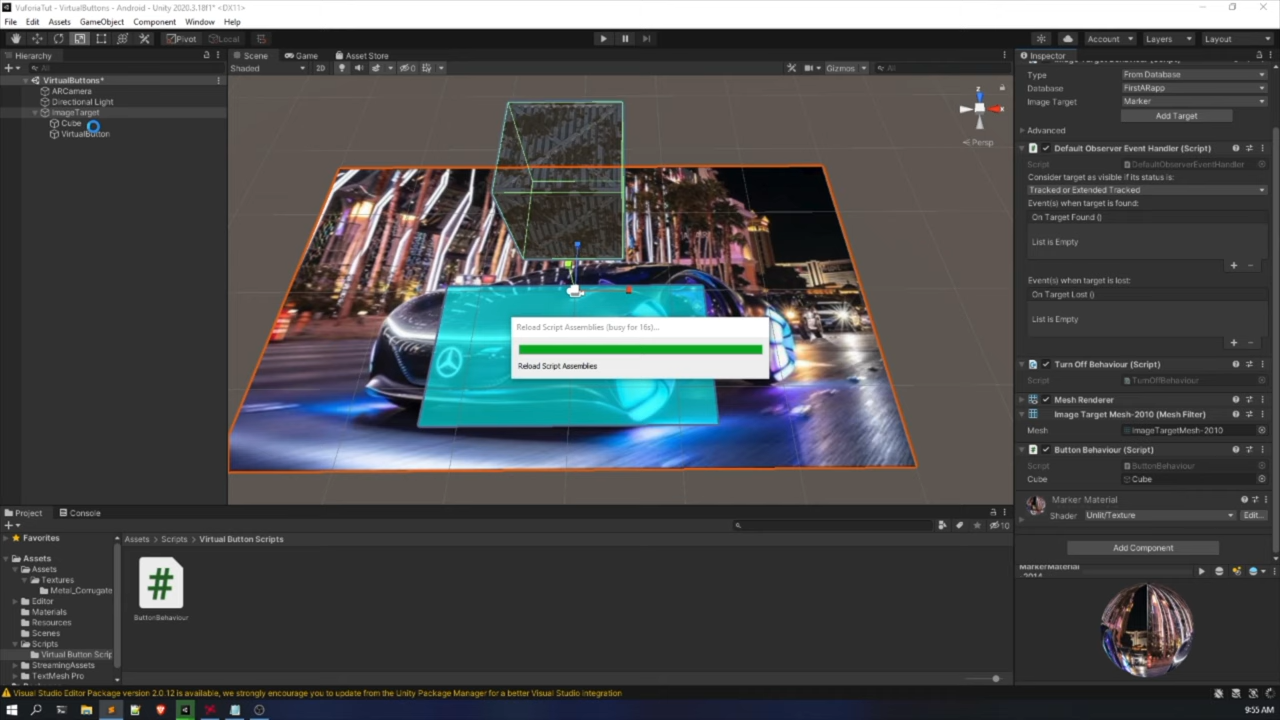 VuforiaTut - VirtualButtons - Android - Unity 2020.3.18f1* <DX11>
File Edit Assets GameObject Component Window Help
Pivot Local Account Layers Layout
Hierarchy Scene Game Asset Store Inspector
All Shaded 2D 0 Gizmos All
VirtualButtons*
ARCamera
Directional Light
ImageTarget
Cube
VirtualButton
z
x
Persp
Type From Database
Database FirstARapp
Image Target Marker
Add Target
Advanced
Default Observer Event Handler (Script)
Script DefaultObserverEventHandler
Consider target as visible if its status is:
Tracked or Extended Tracked
Event(s) when target is found:
On Target Found ()
List is Empty
Event(s) when target is lost:
On Target Lost ()
List is Empty
Reload Script Assemblies (busy for 16s)...
Reload Script Assemblies
Turn Off Behaviour (Script)
Script TurnOffBehaviour
Mesh Renderer
Image Target Mesh-2010 (Mesh Filter)
Mesh ImageTargetMesh-2010
Button Behaviour (Script)
Script ButtonBehaviour
Cube Cube
Marker Material
Shader Unlit/Texture Edit...
Add Component
MarkerMaterial
Project Console
10
Favorites
Assets
Assets
Textures
Metal_Corrugate
Editor
Materials
Resources
Scenes
Scripts
Virtual Button Scrip
StreamingAssets
TextMesh Pro
Assets Scripts Virtual Button Scripts
#
ButtonBehaviour
Visual Studio Editor Package version 2.0.12 is available, we strongly encourage you to update from the Unity Package Manager for a better Visual Studio integration
9:55 AM